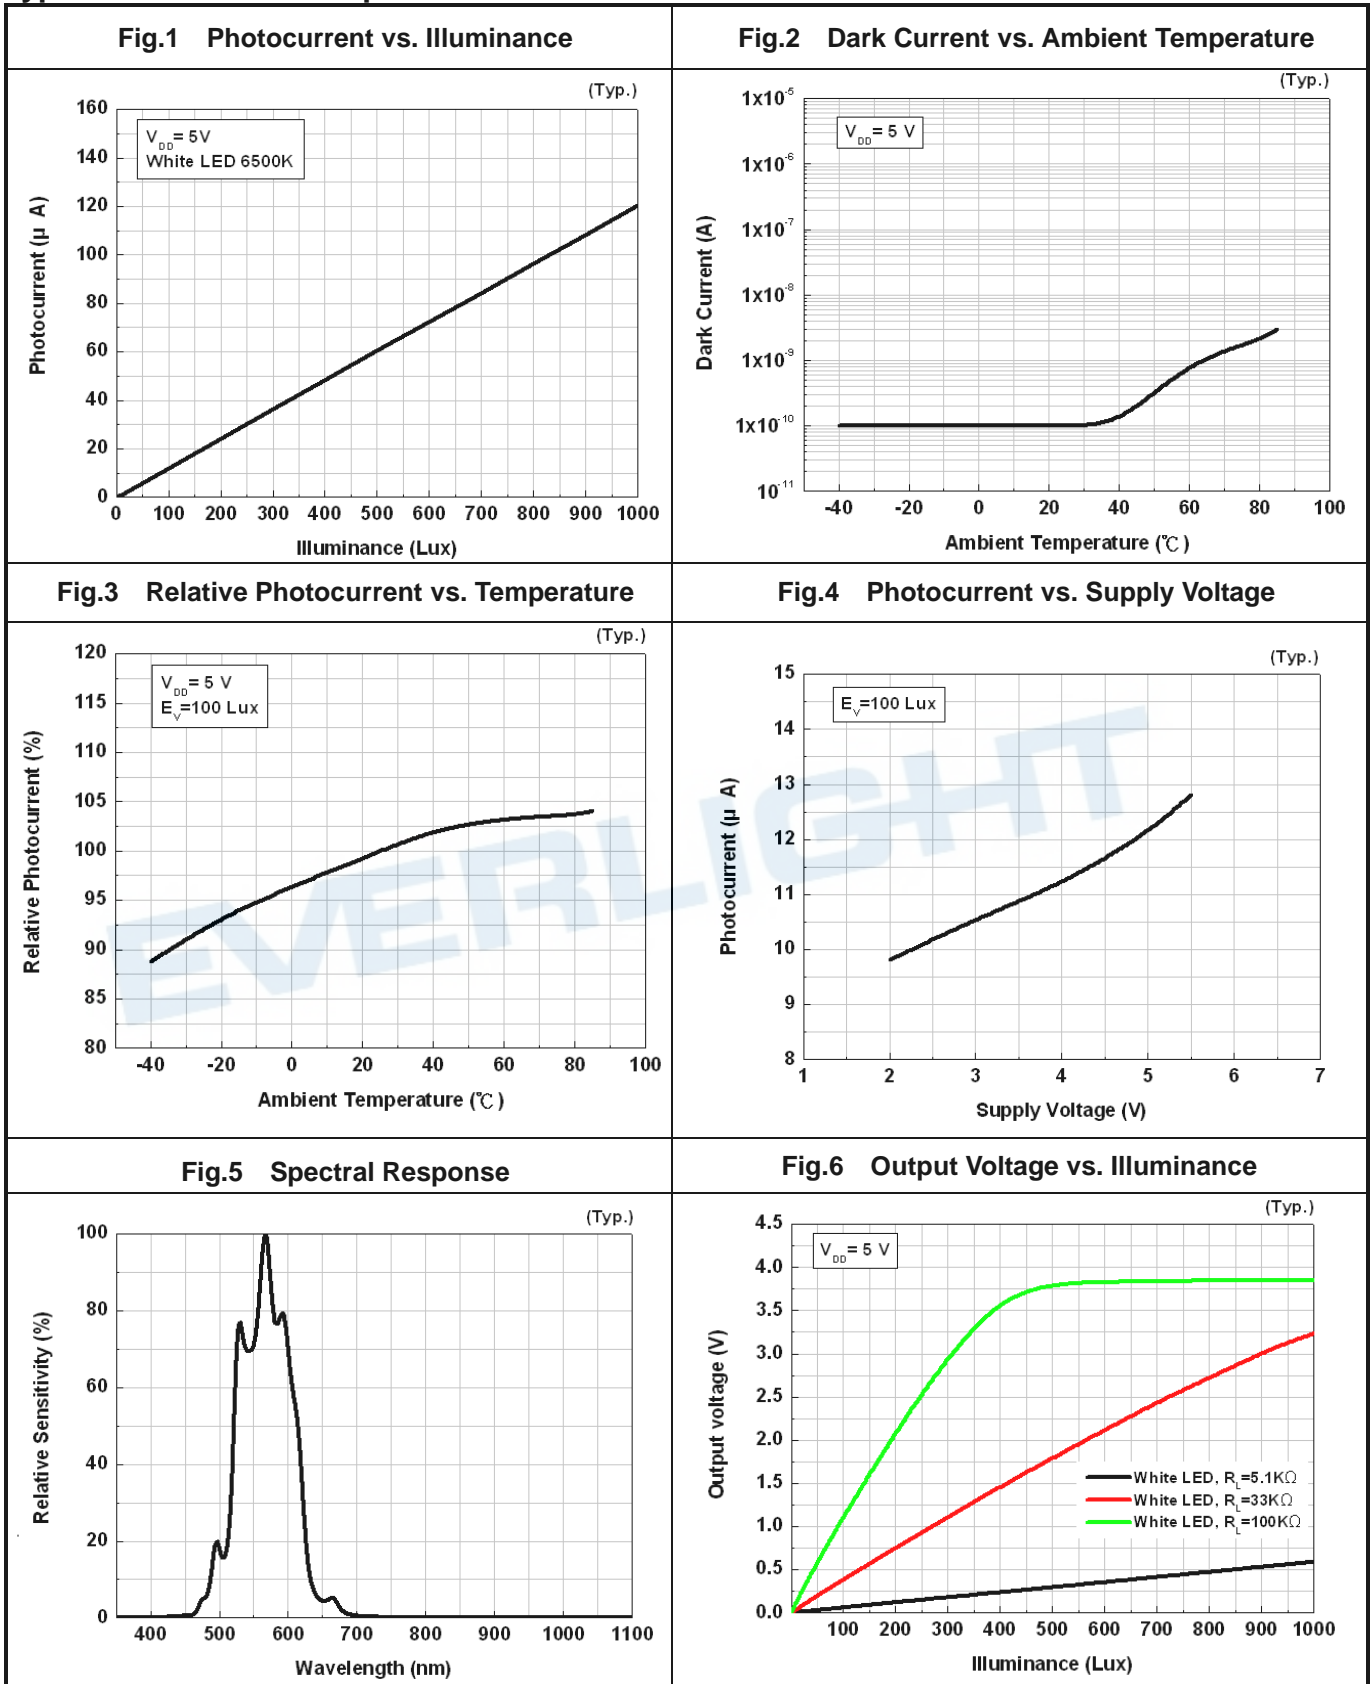 Fig.1 Photocurrent vs. Illuminance
(Typ.)
V_DD= 5V
White LED 6500K
160
140
120
100
80
60
40
20
0
Photocurrent (μ A)
0 100 200 300 400 500 600 700 800 900 1000
Illuminance (Lux)
Fig.2 Dark Current vs. Ambient Temperature
(Typ.)
V_DD= 5 V
1x10^-5
1x10^-6
1x10^-7
1x10^-8
1x10^-9
1x10^-10
10^-11
Dark Current (A)
-40 -20 0 20 40 60 80 100
Ambient Temperature (℃)
Fig.3 Relative Photocurrent vs. Temperature
(Typ.)
V_DD= 5 V
E_V=100 Lux
120
115
110
105
100
95
90
85
80
Relative Photocurrent (%)
-40 -20 0 20 40 60 80 100
Ambient Temperature (℃)
Fig.4 Photocurrent vs. Supply Voltage
(Typ.)
E_V=100 Lux
15
14
13
12
11
10
9
8
Photocurrent (μ A)
1 2 3 4 5 6 7
Supply Voltage (V)
EVERLIGHT
Fig.5 Spectral Response
(Typ.)
100
80
60
40
20
0
Relative Sensitivity (%)
400 500 600 700 800 900 1000 1100
Wavelength (nm)
Fig.6 Output Voltage vs. Illuminance
(Typ.)
V_DD= 5 V
4.5
4.0
3.5
3.0
2.5
2.0
1.5
1.0
0.5
0.0
Output voltage (V)
White LED, R_L=5.1KΩ
White LED, R_L=33KΩ
White LED, R_L=100KΩ
100 200 300 400 500 600 700 800 900 1000
Illuminance (Lux)